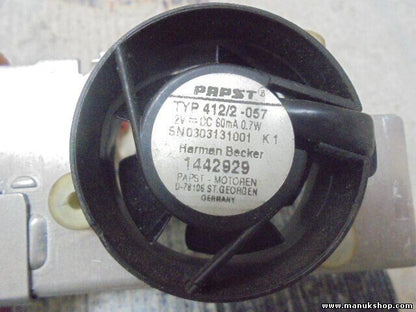 PAPST®
TYP 412/2-057
2V DC 60mA 0.7W
SN0303131001 K1
Harman Becker
1442929
PAPST-MOTOREN
D-78106 ST.GEORGEN
GERMANY
www.manukshop.com